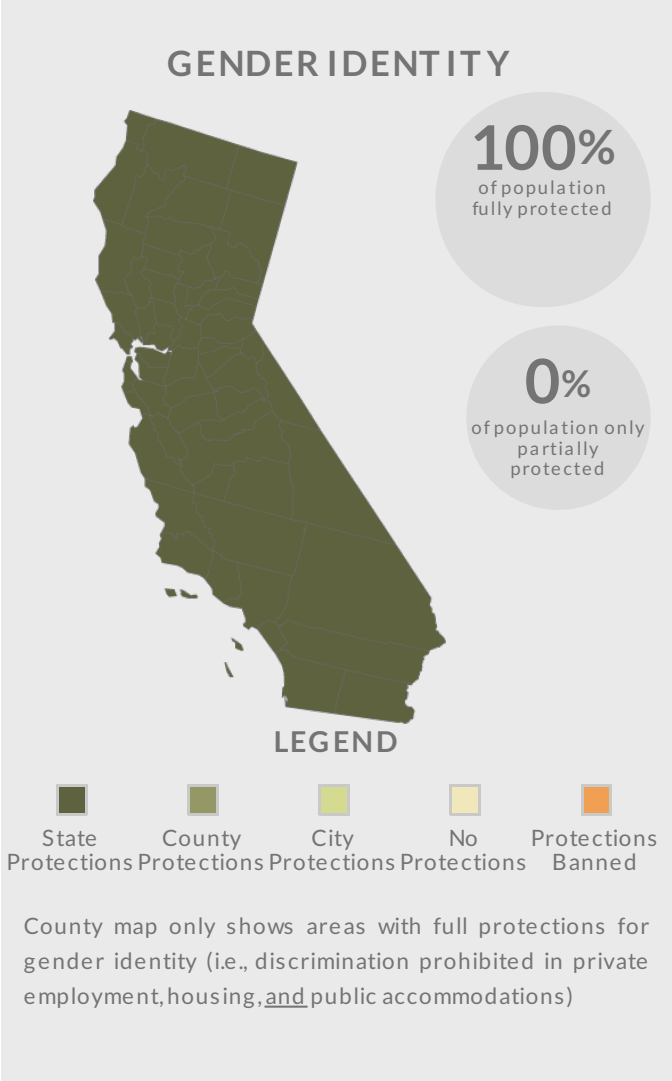 GENDER IDENTITY
100%
of population
fully protected
0%
of population only
partially
protected
LEGEND
State
Protections
County
Protections
City
Protections
No
Protections
Protections
Banned
County map only shows areas with full protections for
gender identity (i.e., discrimination prohibited in private
employment, housing, and public accommodations)